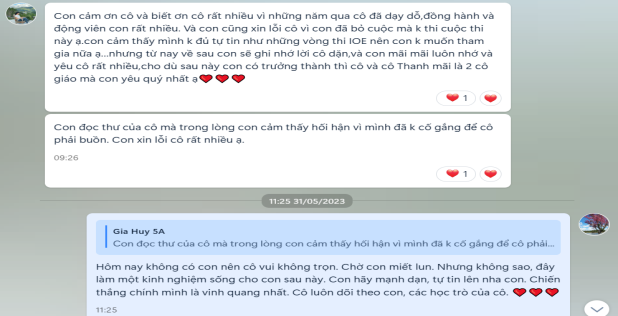 Con cảm ơn cô và biết ơn cô rất nhiều vì những năm qua cô đã dạy dỗ,đồng hành và
động viên con rất nhiều. Và con cũng xin lỗi cô vì con đã bỏ cuộc mà k thi cuộc thi
này ạ.con cảm thấy mình k đủ tự tin như những vòng thi IOE nên con k muốn tham
gia nữa ạ...nhưng từ nay về sau con sẽ ghi nhớ lời cô dặn,và con mãi mãi luôn nhớ và
yêu cô rất nhiều,cho dù sau này con có trưởng thành thì cô và cô Thanh mãi là 2 cô
giáo mà con yêu quý nhất ạ❤❤❤
1
Con đọc thư của cô mà trong lòng con cảm thấy hối hận vì mình đã k cố gắng để cô
phải buồn. Con xin lỗi cô rất nhiều ạ.
09:26
1
11:25 31/05/2023
Gia Huy 5A
Con đọc thư của cô mà trong lòng con cảm thấy hối hận vì mình đã k cố gắng để cô phải...
Hôm nay không có con nên cô vui không trọn. Chờ con miết lun. Nhưng không sao, đây
làm một kinh nghiệm sống cho con sau này. Con hãy mạnh dạn, tự tin lên nha con. Chiến
thắng chính mình là vinh quang nhất. Cô luôn dõi theo con, các học trò của cô. ❤❤❤
11:25